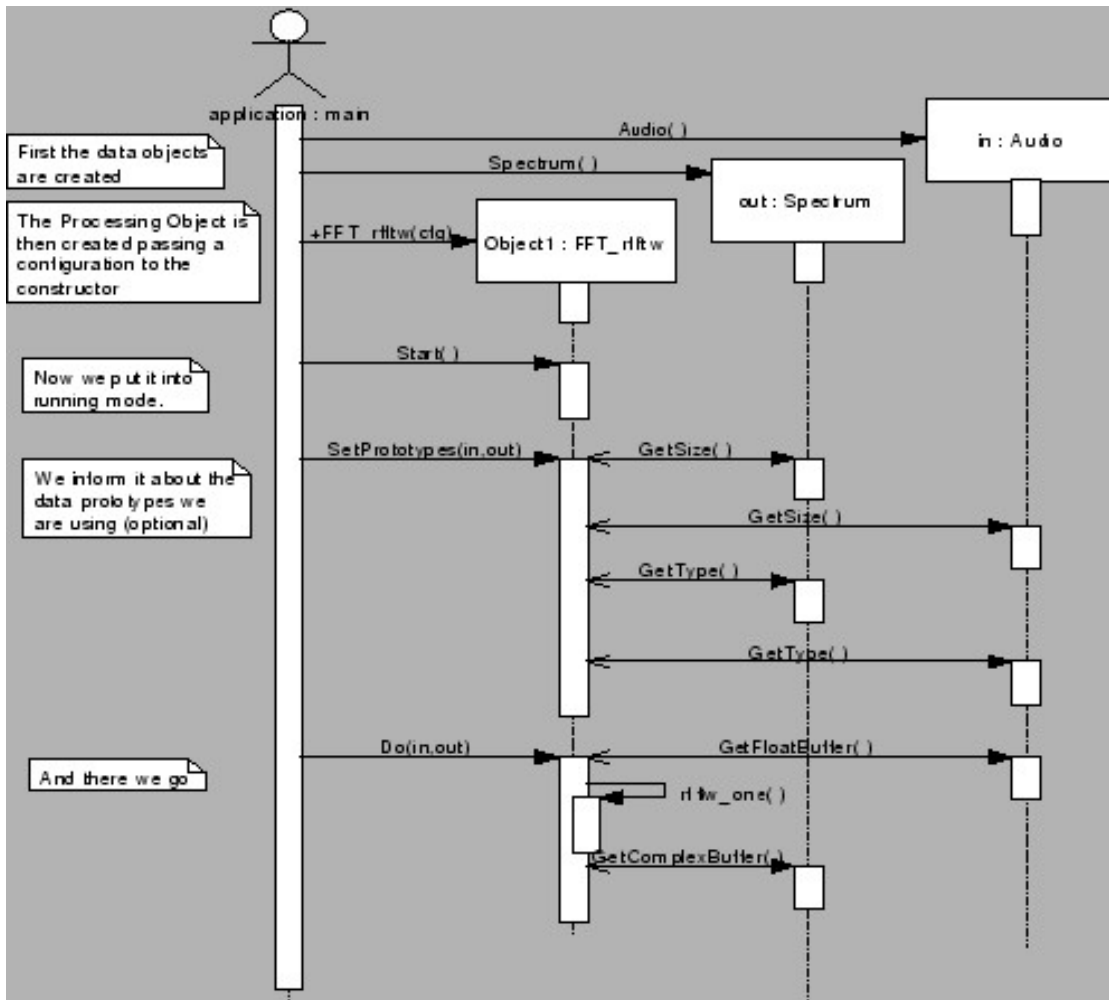 application : main
Audio( )
in : Audio
First the data objects
are created
Spectrum( )
out : Spectrum
The Processing Object is
then created passing a
configuration to the
constructor
+FFT_rfftw(cfg)
Object1 : FFT_rfftw
Start( )
Now we put it into
running mode.
SetPrototypes(in,out)
GetSize( )
We inform it about the
data prototypes we
are using (optional)
GetSize( )
GetType( )
GetType( )
Do(in,out)
GetFloatBuffer( )
And there we go
rfftw_one( )
GetComplexBuffer( )